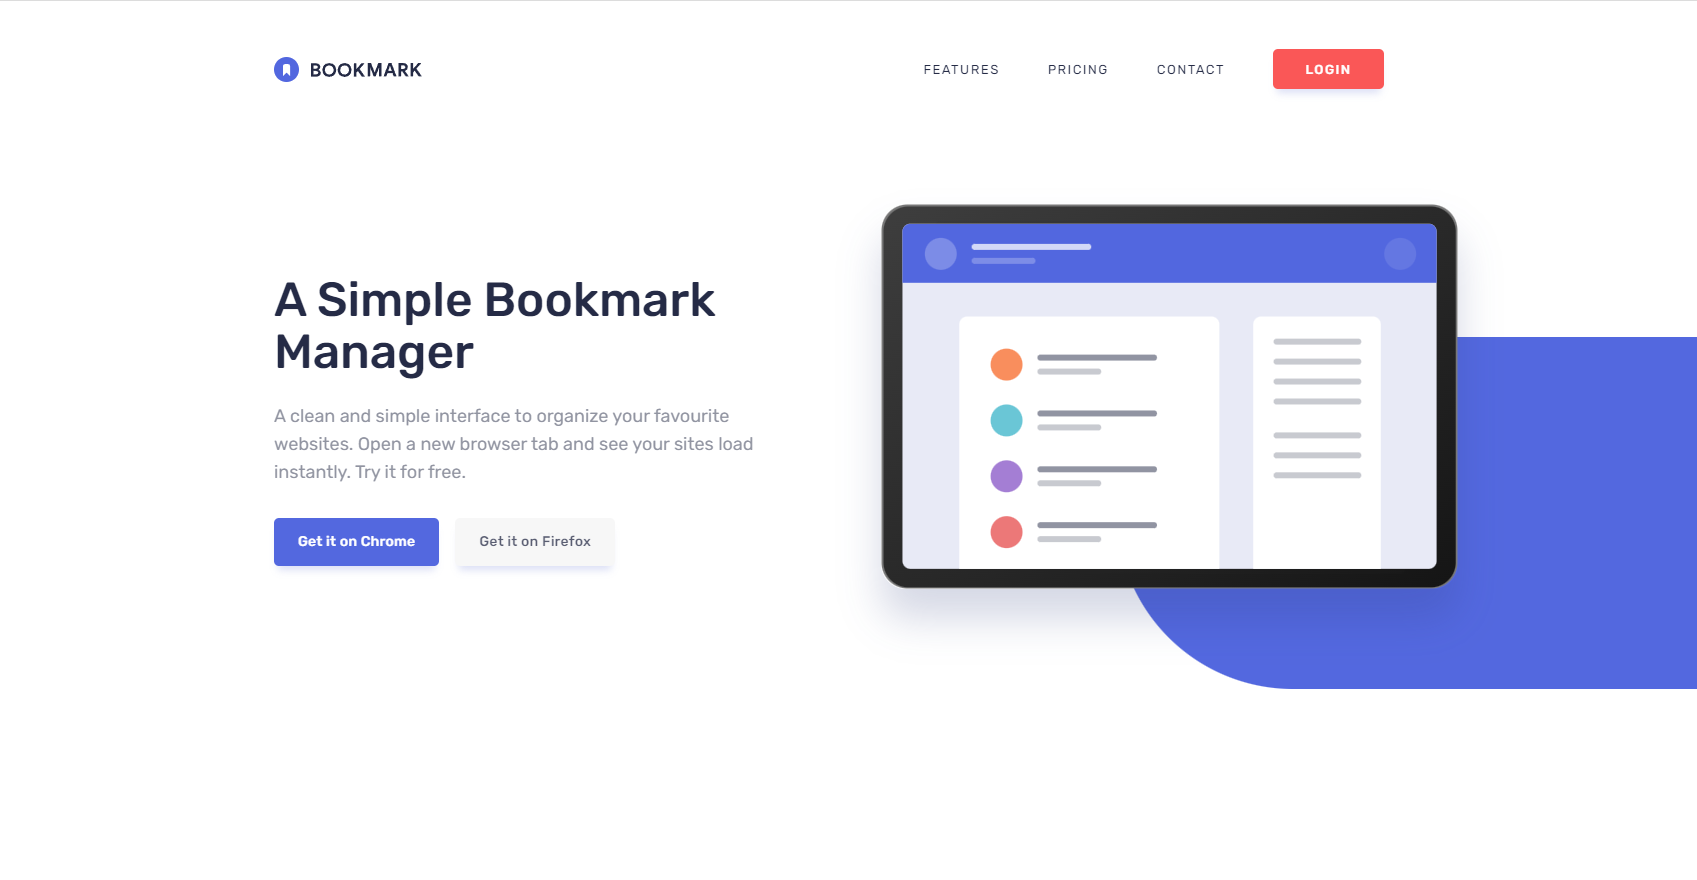 BOOKMARK
FEATURES PRICING CONTACT LOGIN
A Simple Bookmark
Manager
A clean and simple interface to organize your favourite
websites. Open a new browser tab and see your sites load
instantly. Try it for free.
Get it on Chrome Get it on Firefox